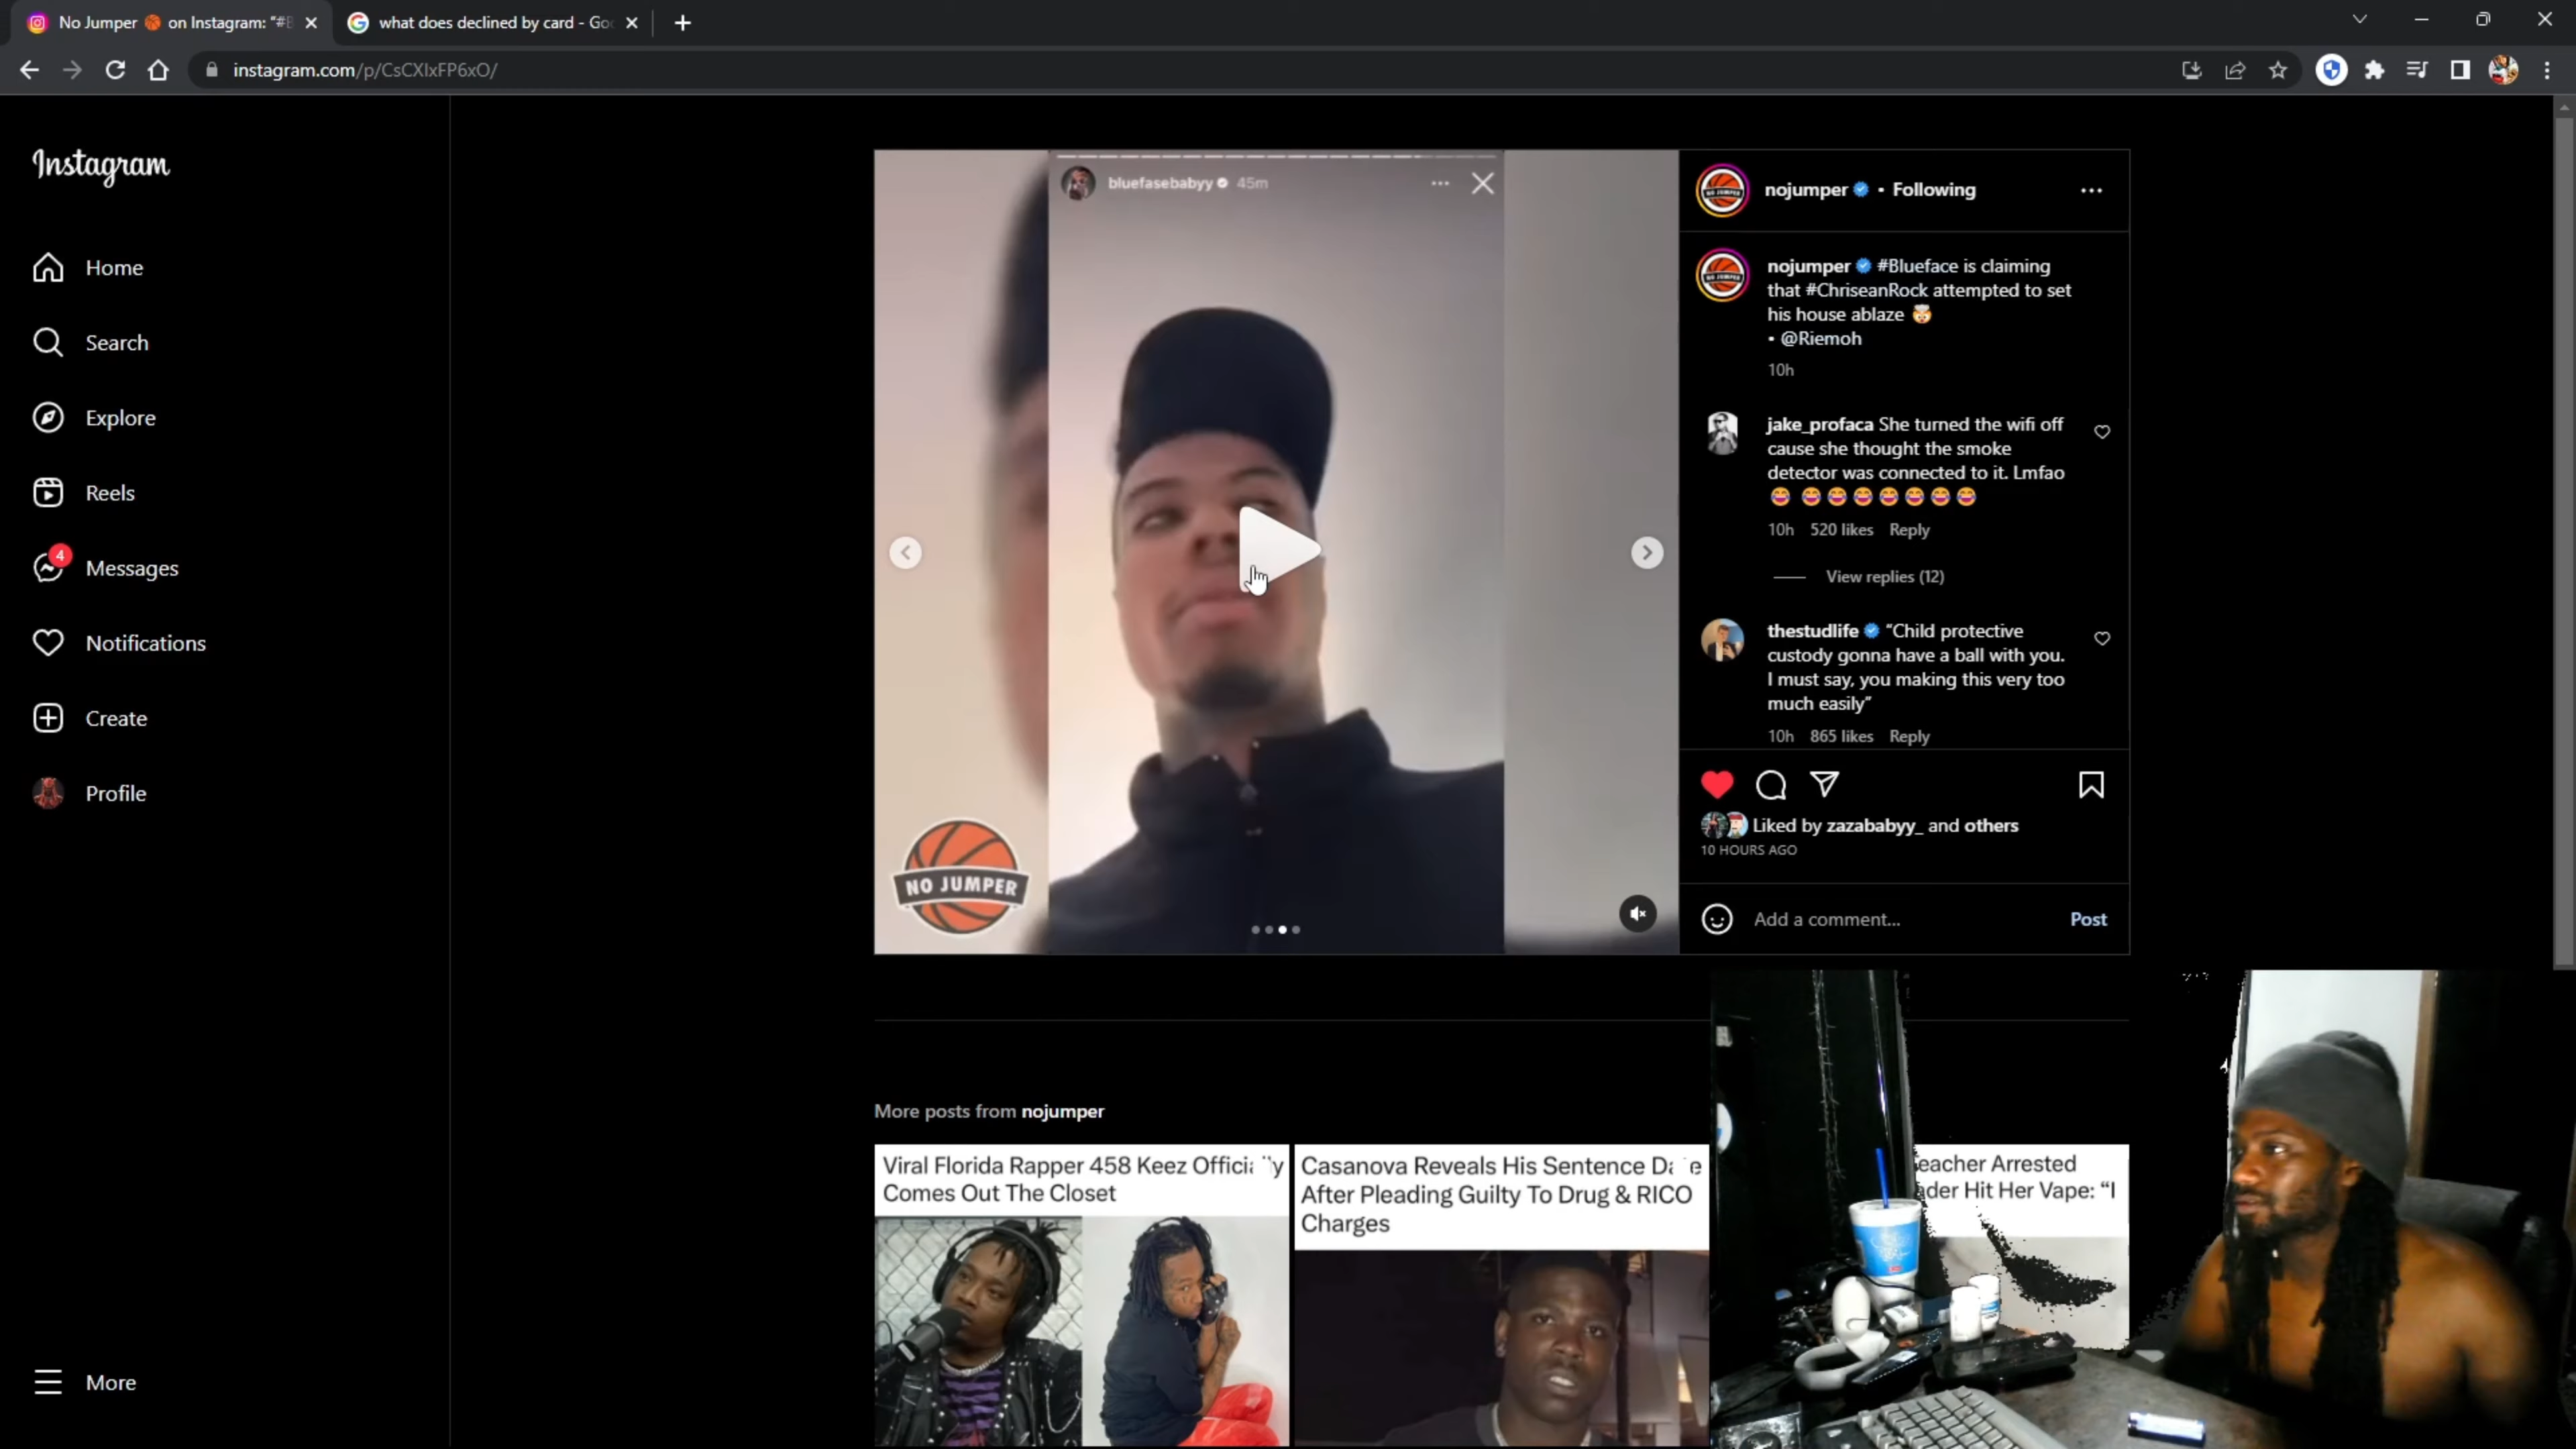 No Jumper 🏀 on Instagram: "#B
what does declined by card - Goo
instagram.com/p/CsCXIxFP6xO/
Instagram
Home
Search
Explore
Reels
4
Messages
Notifications
Create
Profile
More
bluefasebabyy 45m
NO JUMPER
nojumper • Following
nojumper #Blueface is claiming
that #ChriseanRock attempted to set
his house ablaze 🤯
• @Riemoh
10h
jake_profaca She turned the wifi off
cause she thought the smoke
detector was connected to it. Lmfao
😂 😂😂😂😂😂😂😂
10h 520 likes Reply
View replies (12)
thestudlife “Child protective
custody gonna have a ball with you.
I must say, you making this very too
much easily”
10h 865 likes Reply
Liked by zazababyy_ and others
10 HOURS AGO
Add a comment... Post
More posts from nojumper
Viral Florida Rapper 458 Keez Officially
Comes Out The Closet
Casanova Reveals His Sentence Date
After Pleading Guilty To Drug & RICO
Charges
eacher Arrested
der Hit Her Vape: “I